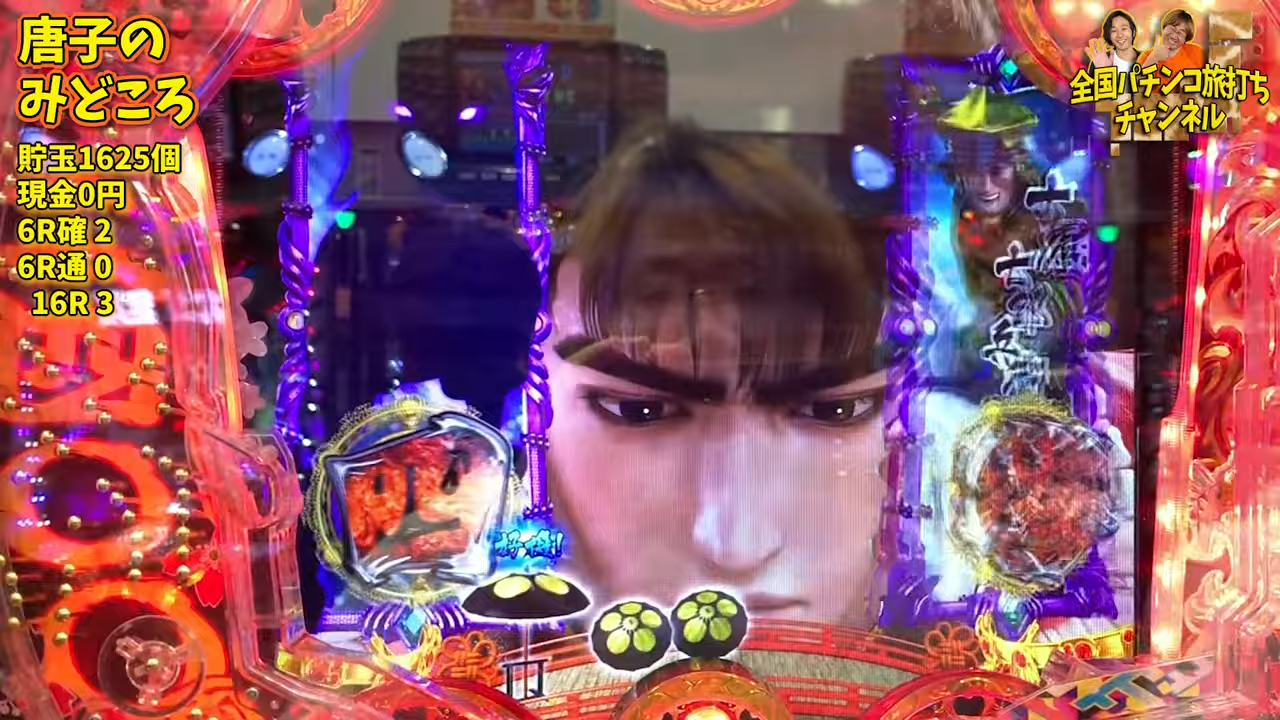 唐子の
みどころ
貯玉1625個
現金0円
6R確 2
6R通 0
16R 3
全国パチンコ旅打ち
チャンネル
好機!